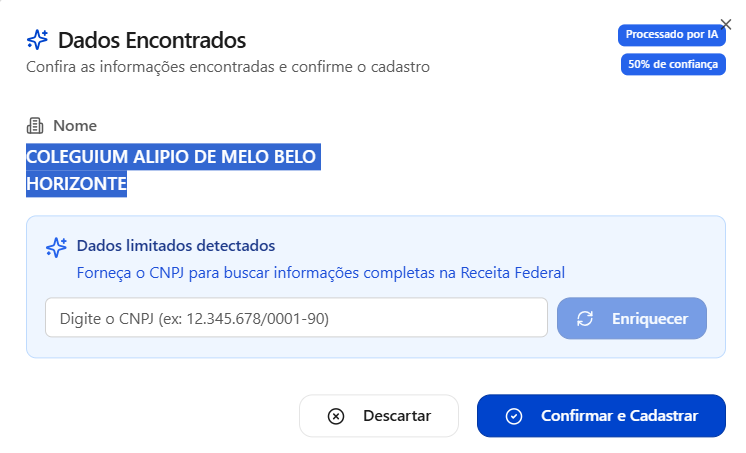 Dados Encontrados
Processado por IA
Confira as informações encontradas e confirme o cadastro
50% de confiança
Nome
COLEGUIUM ALIPIO DE MELO BELO
HORIZONTE
Dados limitados detectados
Forneça o CNPJ para buscar informações completas na Receita Federal
Digite o CNPJ (ex: 12.345.678/0001-90)
Enriquecer
Descartar
Confirmar e Cadastrar